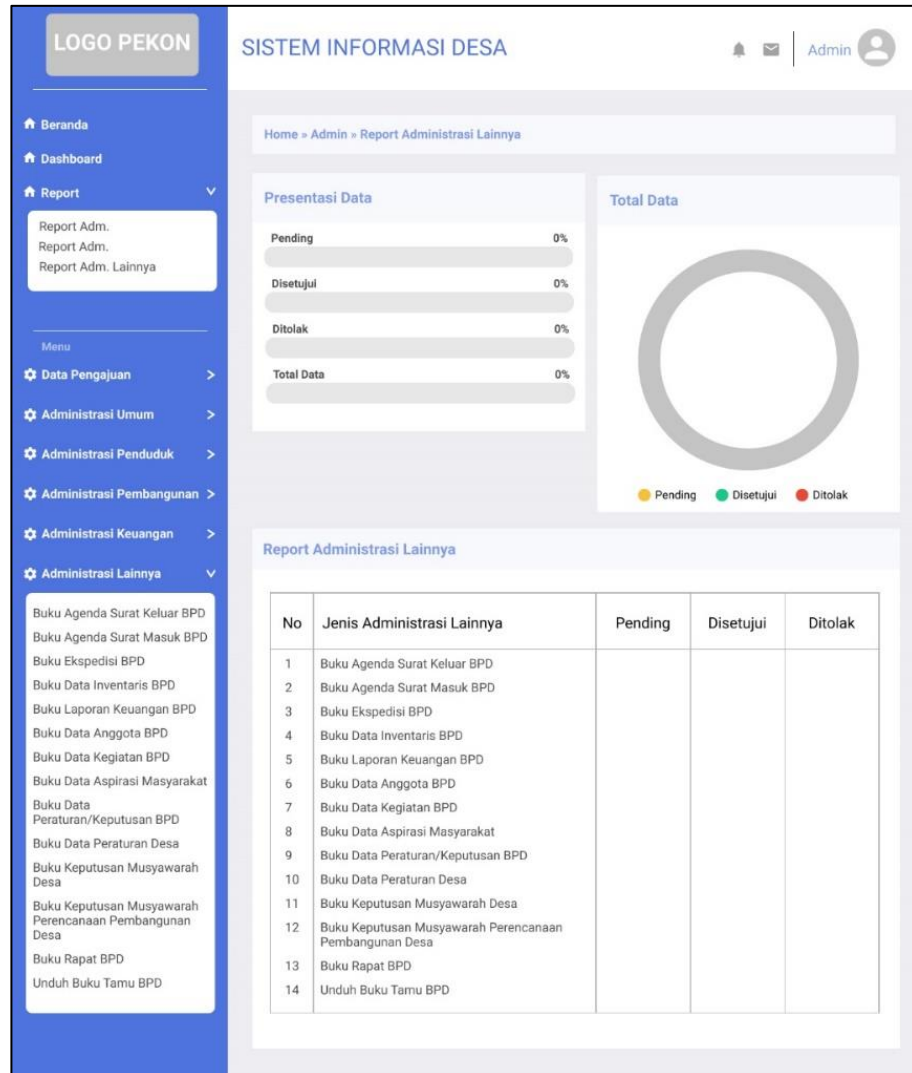 LOGO PEKON
SISTEM INFORMASI DESA
Admin
Beranda
Dashboard
Report
Report Adm.
Report Adm.
Report Adm. Lainnya
Menu
Data Pengajuan
Administrasi Umum
Administrasi Penduduk
Administrasi Pembangunan
Administrasi Keuangan
Administrasi Lainnya
Buku Agenda Surat Keluar BPD
Buku Agenda Surat Masuk BPD
Buku Ekspedisi BPD
Buku Data Inventaris BPD
Buku Laporan Keuangan BPD
Buku Data Anggota BPD
Buku Data Kegiatan BPD
Buku Data Aspirasi Masyarakat
Buku Data
Peraturan/Keputusan BPD
Buku Data Peraturan Desa
Buku Keputusan Musyawarah
Desa
Buku Keputusan Musyawarah
Perencanaan Pembangunan
Desa
Buku Rapat BPD
Unduh Buku Tamu BPD
Home » Admin » Report Administrasi Lainnya
Presentasi Data
Pending 0%
Disetujui 0%
Ditolak 0%
Total Data 0%
Total Data
Pending Disetujui Ditolak
Report Administrasi Lainnya
No Jenis Administrasi Lainnya Pending Disetujui Ditolak
1 Buku Agenda Surat Keluar BPD
2 Buku Agenda Surat Masuk BPD
3 Buku Ekspedisi BPD
4 Buku Data Inventaris BPD
5 Buku Laporan Keuangan BPD
6 Buku Data Anggota BPD
7 Buku Data Kegiatan BPD
8 Buku Data Aspirasi Masyarakat
9 Buku Data Peraturan/Keputusan BPD
10 Buku Data Peraturan Desa
11 Buku Keputusan Musyawarah Desa
12 Buku Keputusan Musyawarah Perencanaan
Pembangunan Desa
13 Buku Rapat BPD
14 Unduh Buku Tamu BPD